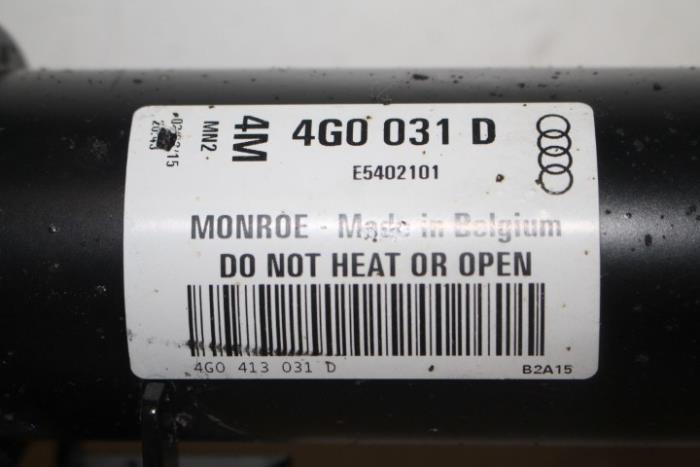 4M 4G0 031 D
MN2
E5402101
MONROE - Made in Belgium
DO NOT HEAT OR OPEN
4G0 413 031 D
B2A15